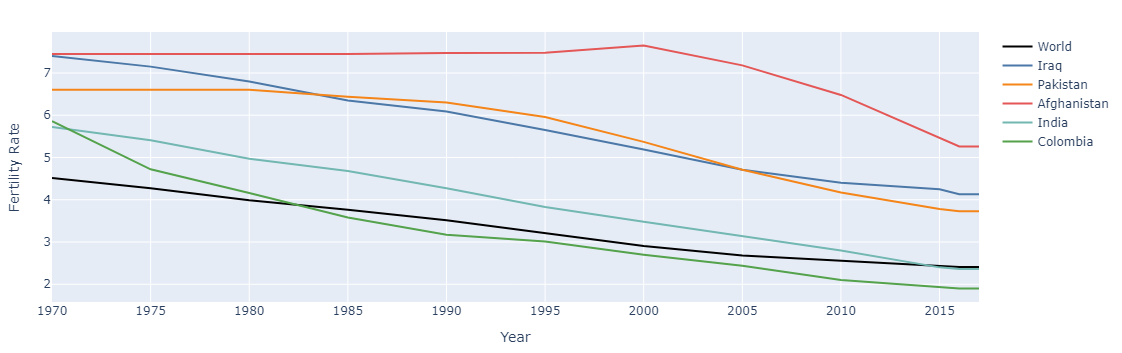 Fertility Rate
7
6
5
4
3
2
1970 1975 1980 1985 1990 1995 2000 2005 2010 2015
Year
World
Iraq
Pakistan
Afghanistan
India
Colombia